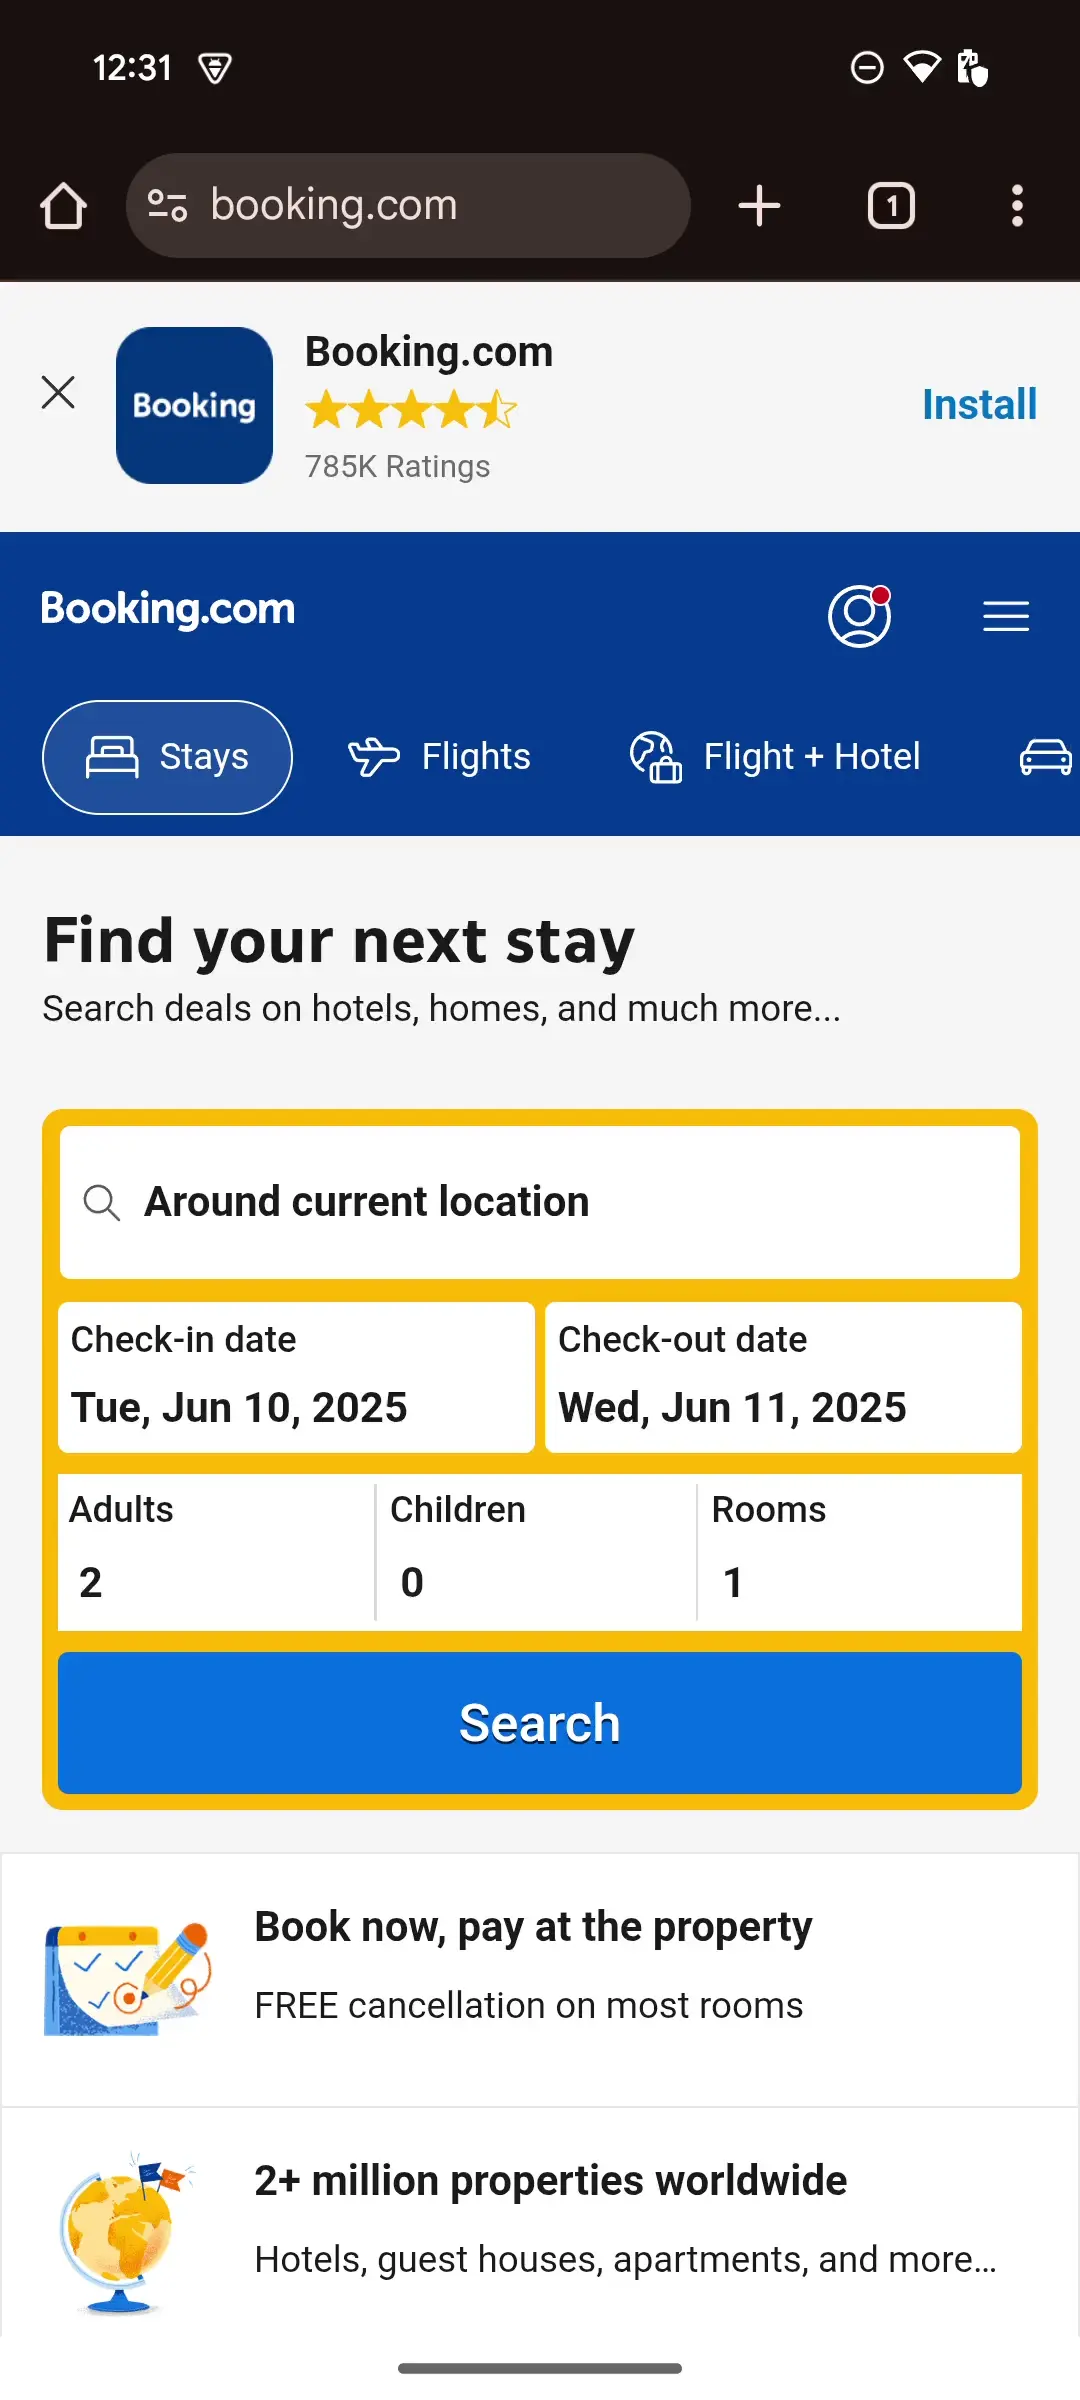 12:31
booking.com
1
Booking.com
Booking
785K Ratings
Install
Booking.com
Stays
Flights
Flight + Hotel
Find your next stay
Search deals on hotels, homes, and much more...
Around current location
Check-in date
Tue, Jun 10, 2025
Check-out date
Wed, Jun 11, 2025
Adults
2
Children
0
Rooms
1
Search
Book now, pay at the property
FREE cancellation on most rooms
2+ million properties worldwide
Hotels, guest houses, apartments, and more…